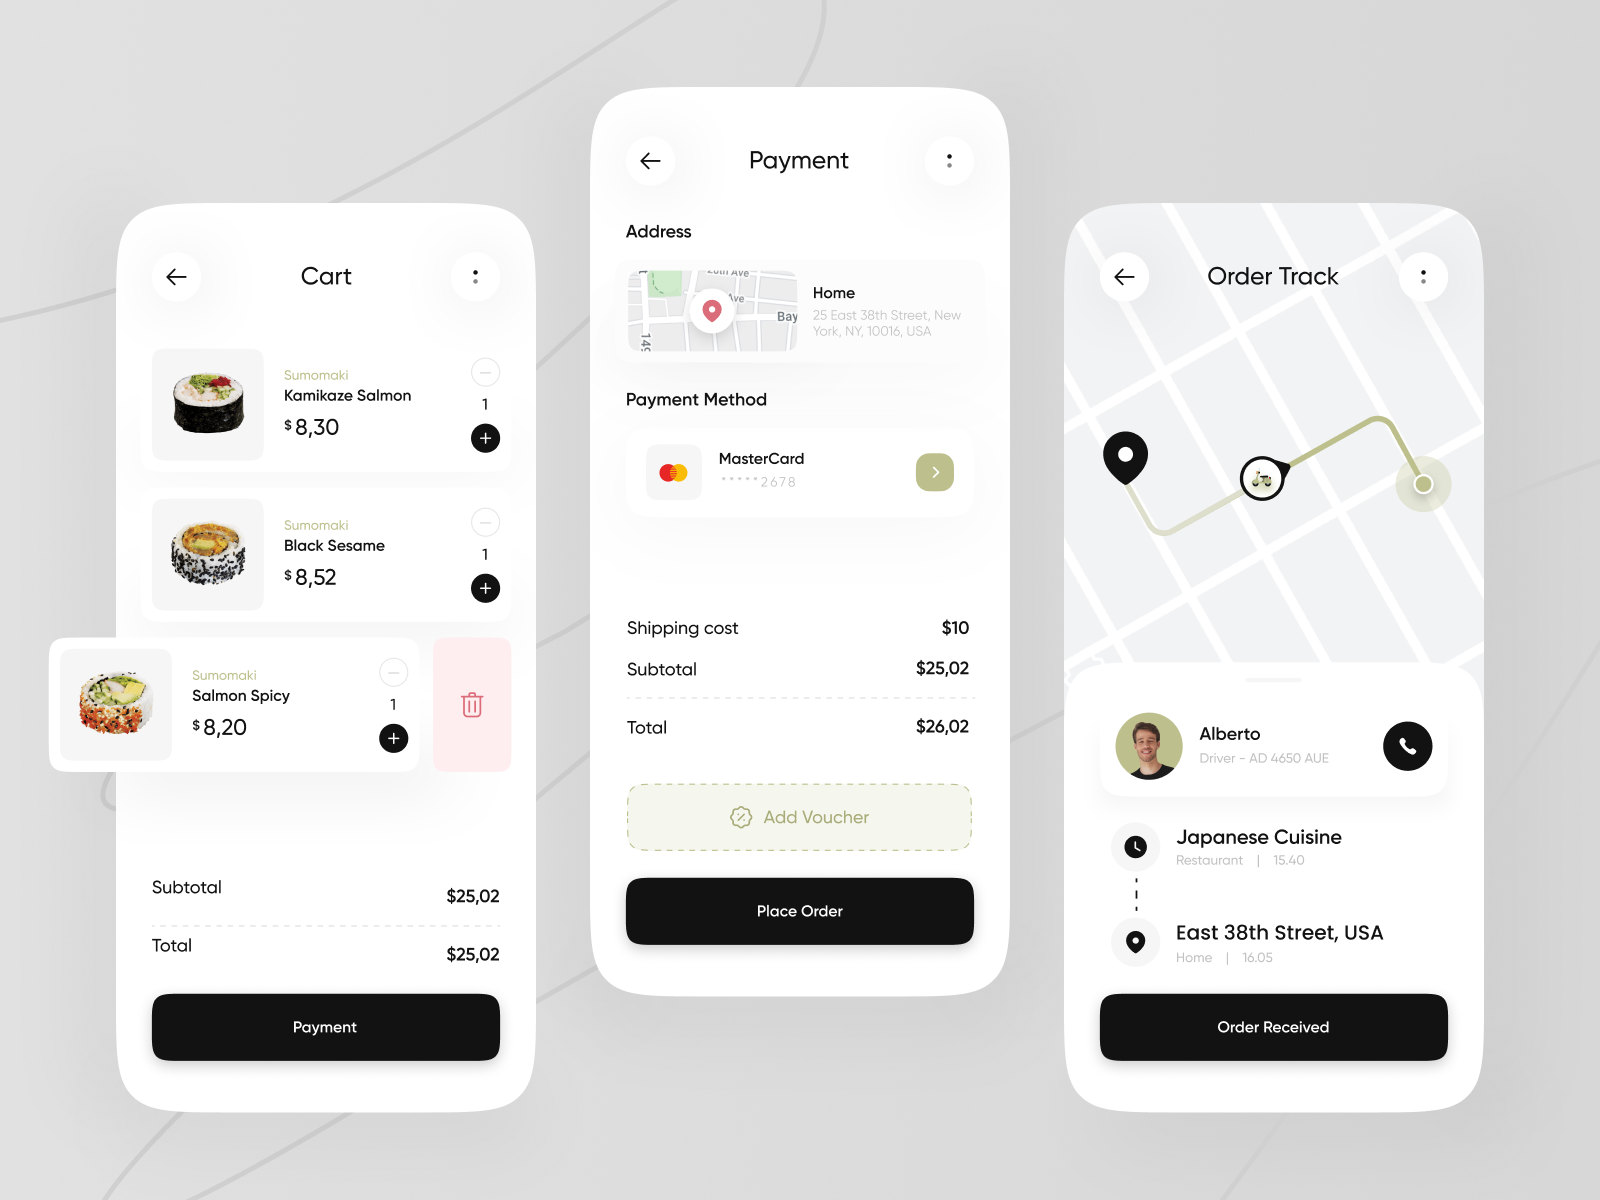 Cart
Sumomaki
Kamikaze Salmon
$ 8,30
1
Sumomaki
Black Sesame
$ 8,52
1
Sumomaki
Salmon Spicy
$ 8,20
1
Subtotal
$25,02
Total
$25,02
Payment
Payment
Address
Ave
Bay
149
Home
25 East 38th Street, New
York, NY, 10016, USA
Payment Method
MasterCard
*****2678
Shipping cost
$10
Subtotal
$25,02
Total
$26,02
Add Voucher
Place Order
Order Track
Alberto
Driver - AD 4650 AUE
Japanese Cuisine
Restaurant | 15.40
East 38th Street, USA
Home | 16.05
Order Received